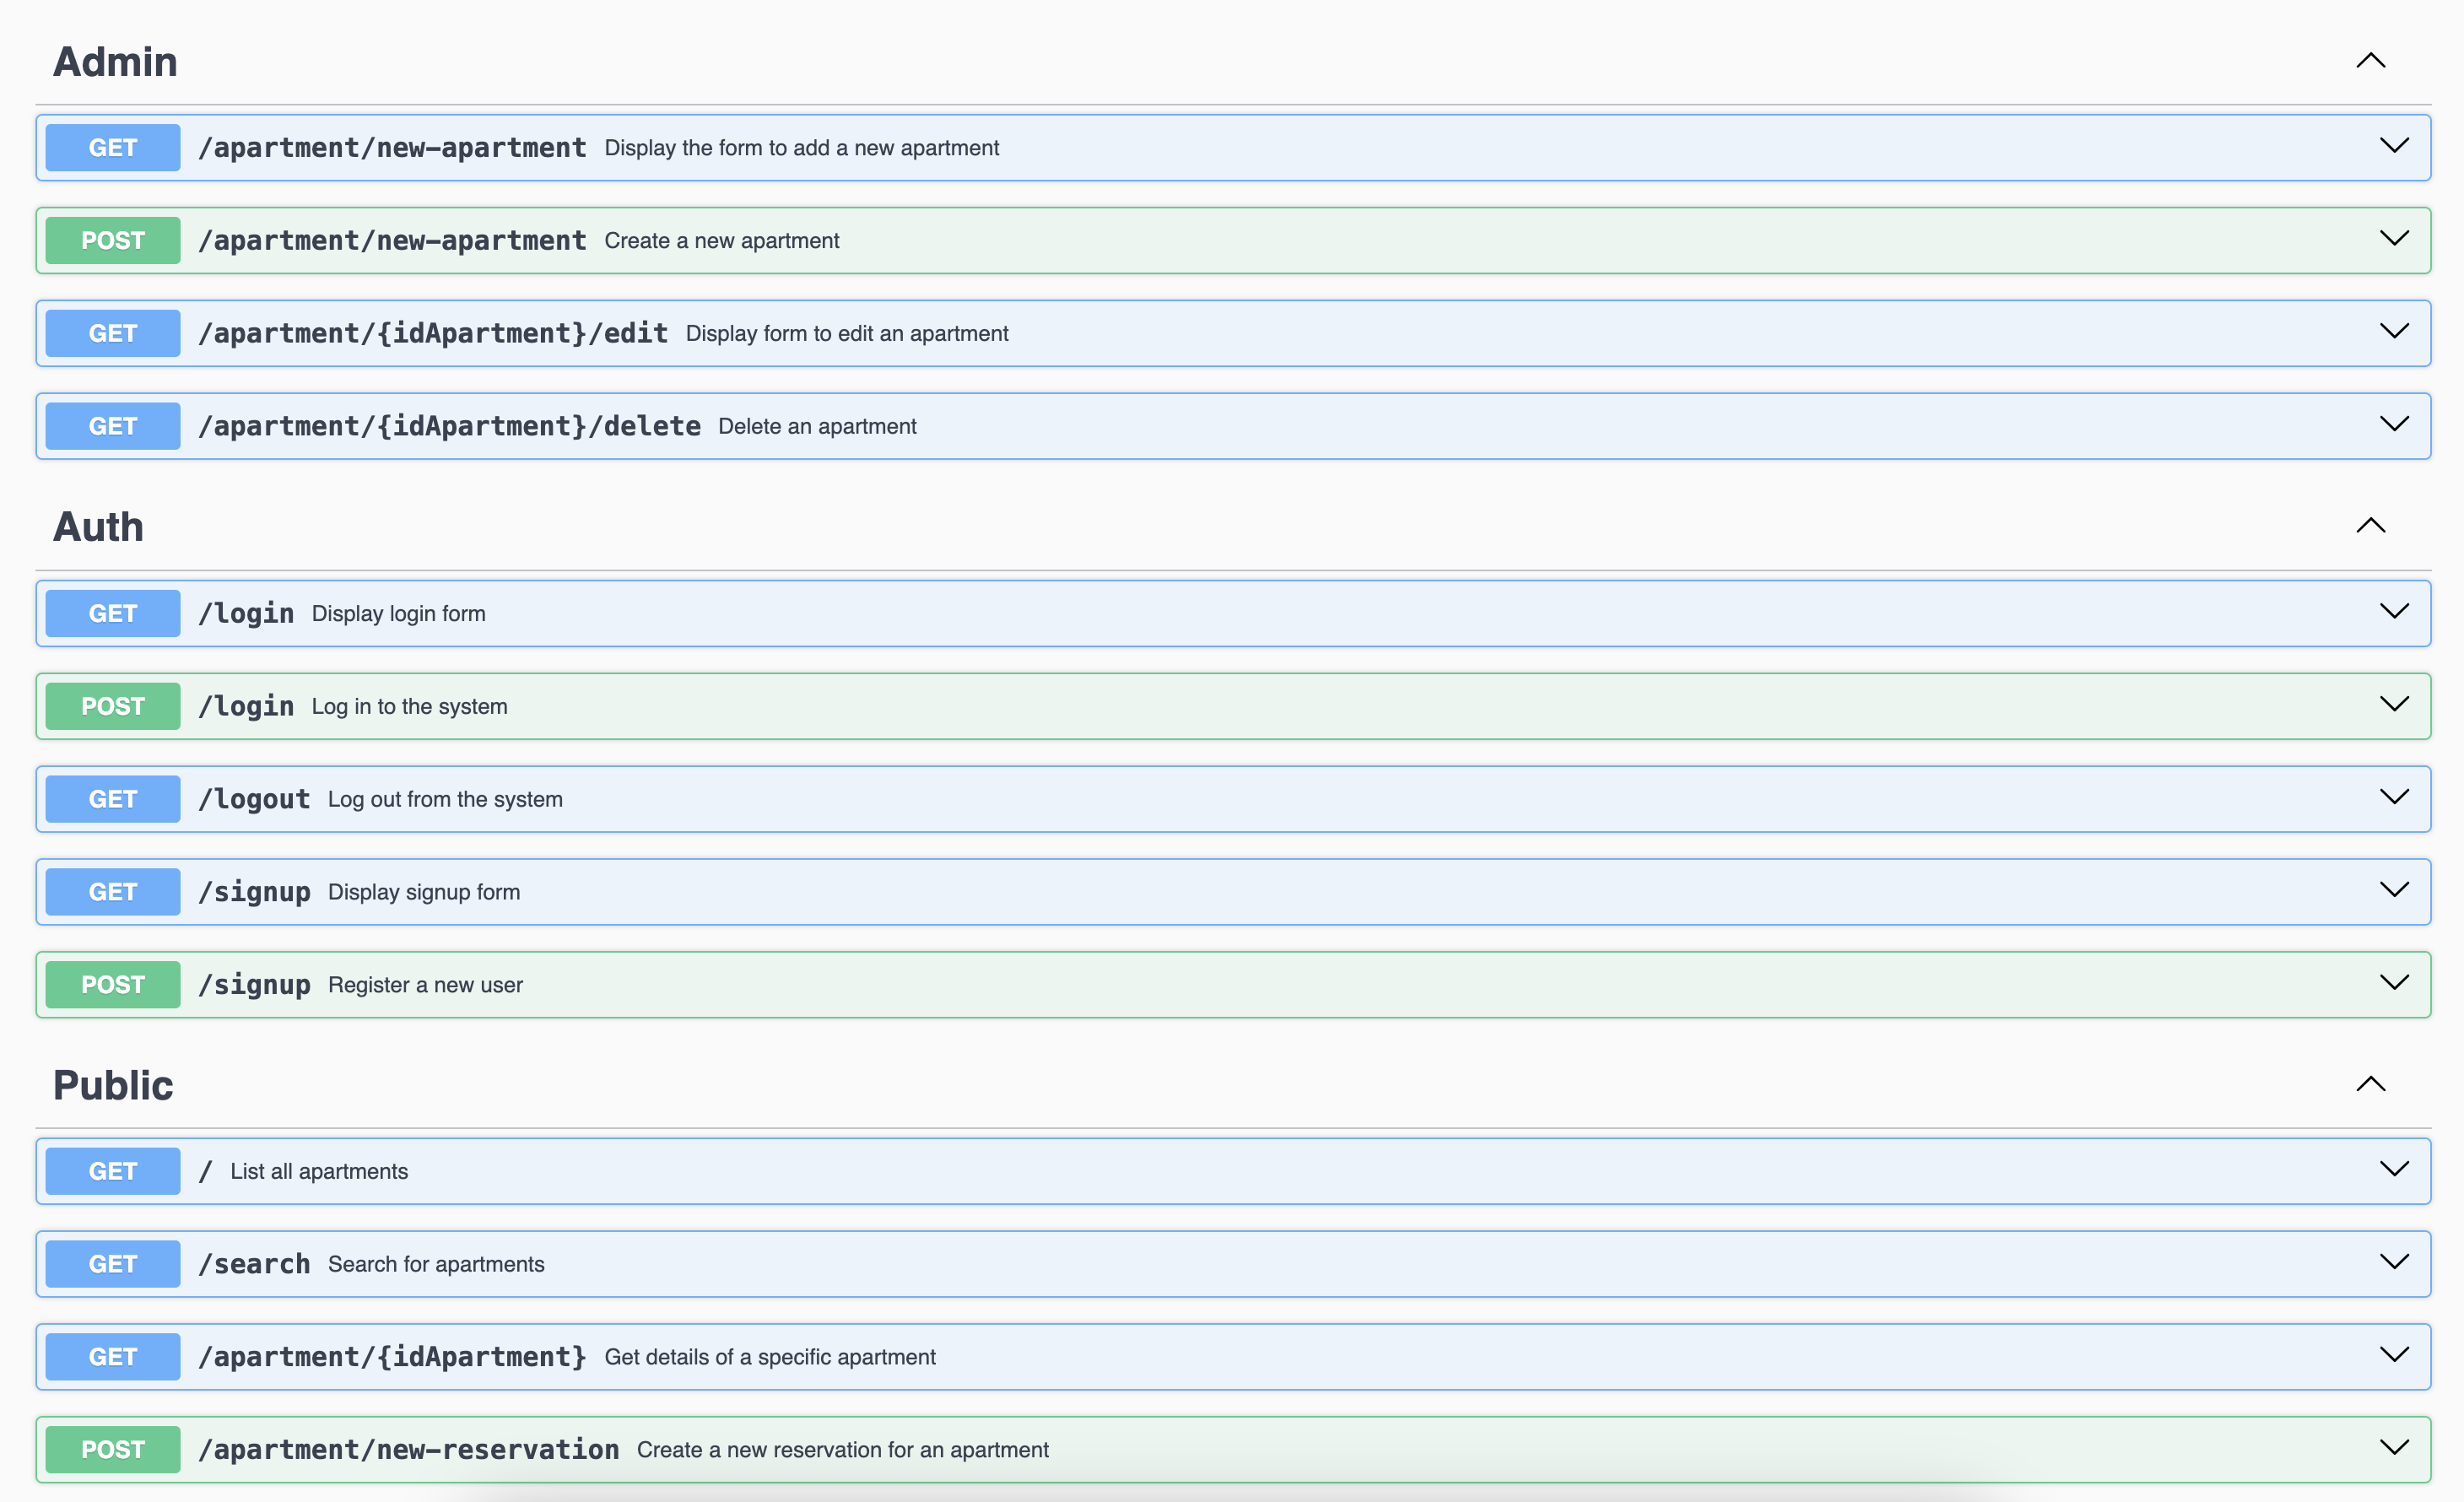 Admin
GET /apartment/new-apartment Display the form to add a new apartment
POST /apartment/new-apartment Create a new apartment
GET /apartment/{idApartment}/edit Display form to edit an apartment
GET /apartment/{idApartment}/delete Delete an apartment
Auth
GET /login Display login form
POST /login Log in to the system
GET /logout Log out from the system
GET /signup Display signup form
POST /signup Register a new user
Public
GET / List all apartments
GET /search Search for apartments
GET /apartment/{idApartment} Get details of a specific apartment
POST /apartment/new-reservation Create a new reservation for an apartment